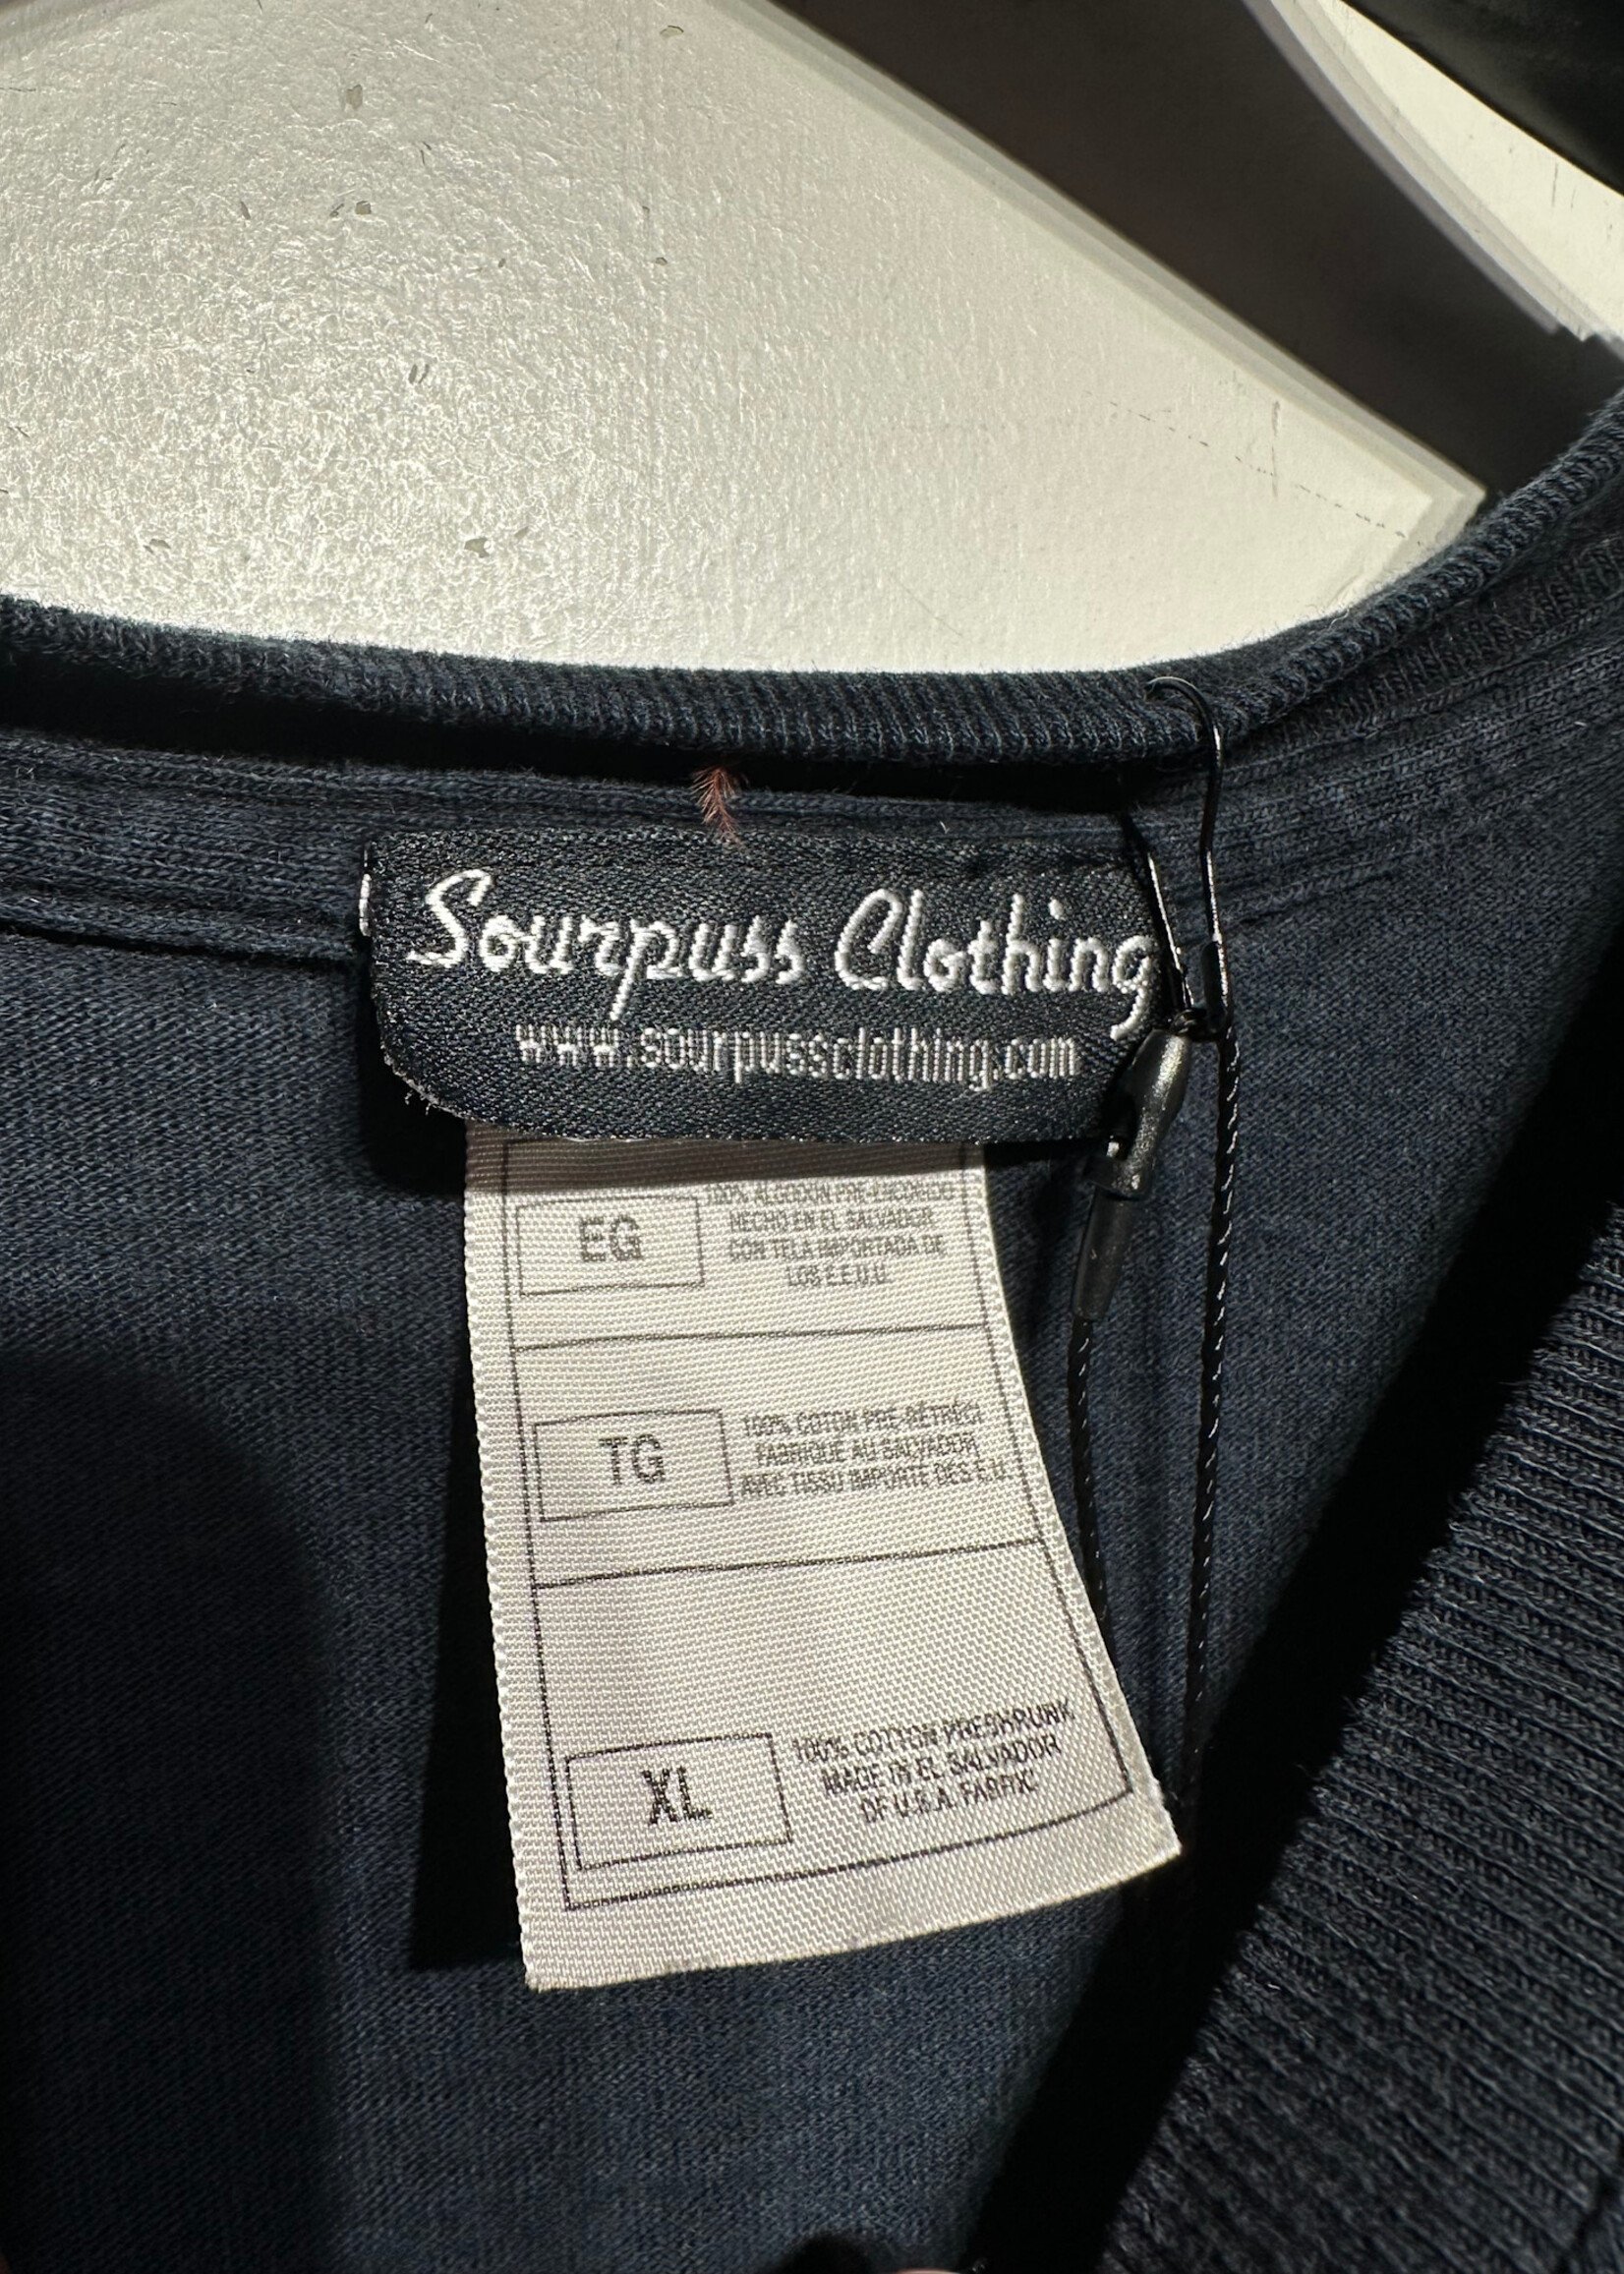 Sourpuss Clothing
www.sourpussclothing.com
100% ALGODON PRE-ENCOGIDO
EG
HECHO EN EL SALVADOR
CON TELA IMPORTADA DE
LOS E.E.U.U.
TG
100% COTON PRE-RÉTRÉCI
FABRIQUE AU SALVADOR
AVEC TISSU IMPORTE DES E.U.
XL
100% COTTON PRESHRUNK
MADE IN EL SALVADOR
OF U.S.A. FABRIC